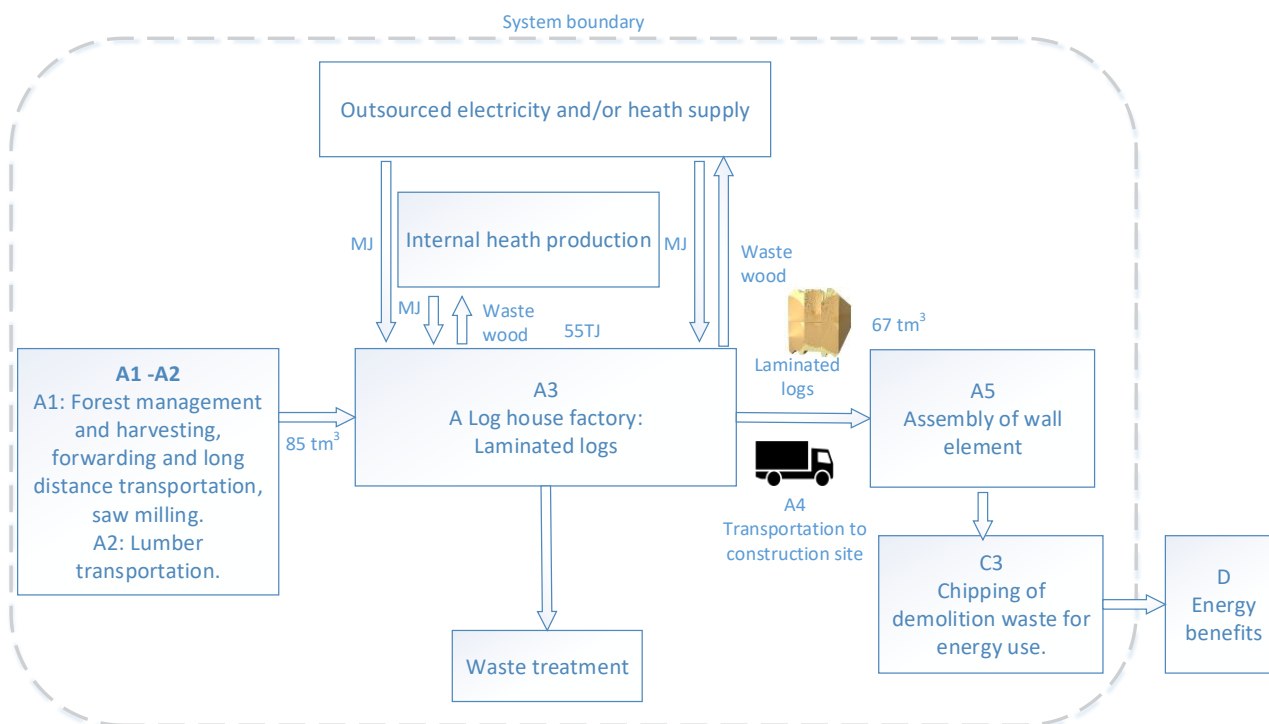 System boundary
Outsourced electricity and/or heath supply
MJ
Internal heath production
MJ
Waste
wood
MJ
Waste
wood
55TJ
67 tm³
Laminated
logs
A1 -A2
A1: Forest management
and harvesting,
forwarding and long
distance transportation,
saw milling.
A2: Lumber
transportation.
85 tm³
A3
A Log house factory:
Laminated logs
A5
Assembly of wall
element
A4
Transportation to
construction site
C3
Chipping of
demolition waste for
energy use.
D
Energy
benefits
Waste treatment